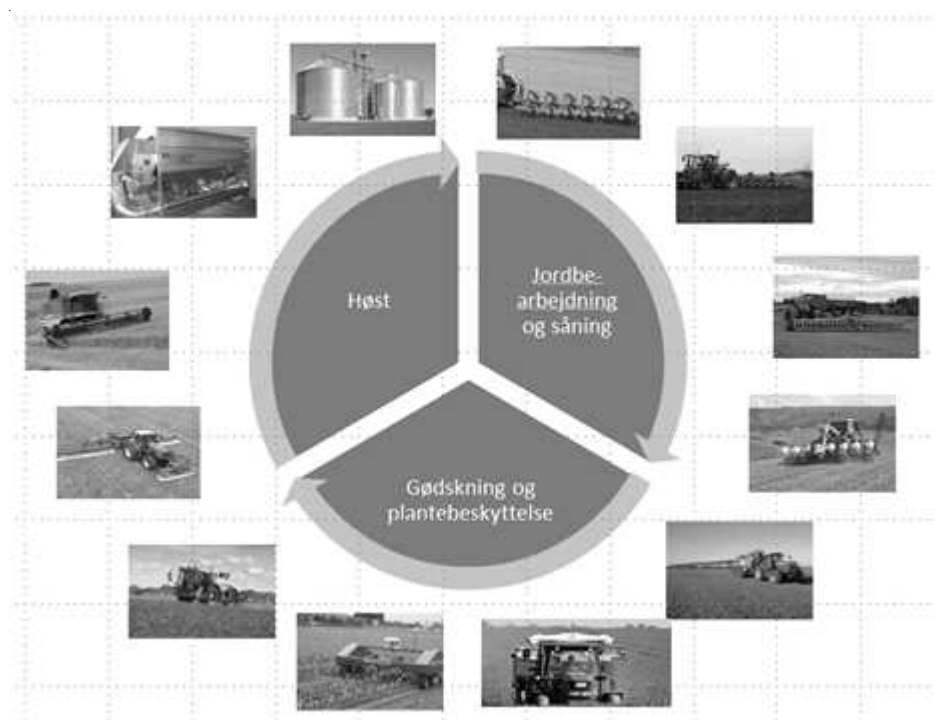 Høst
Jordbe-
arbejdning
og såning
Gødskning og
plantebeskyttelse